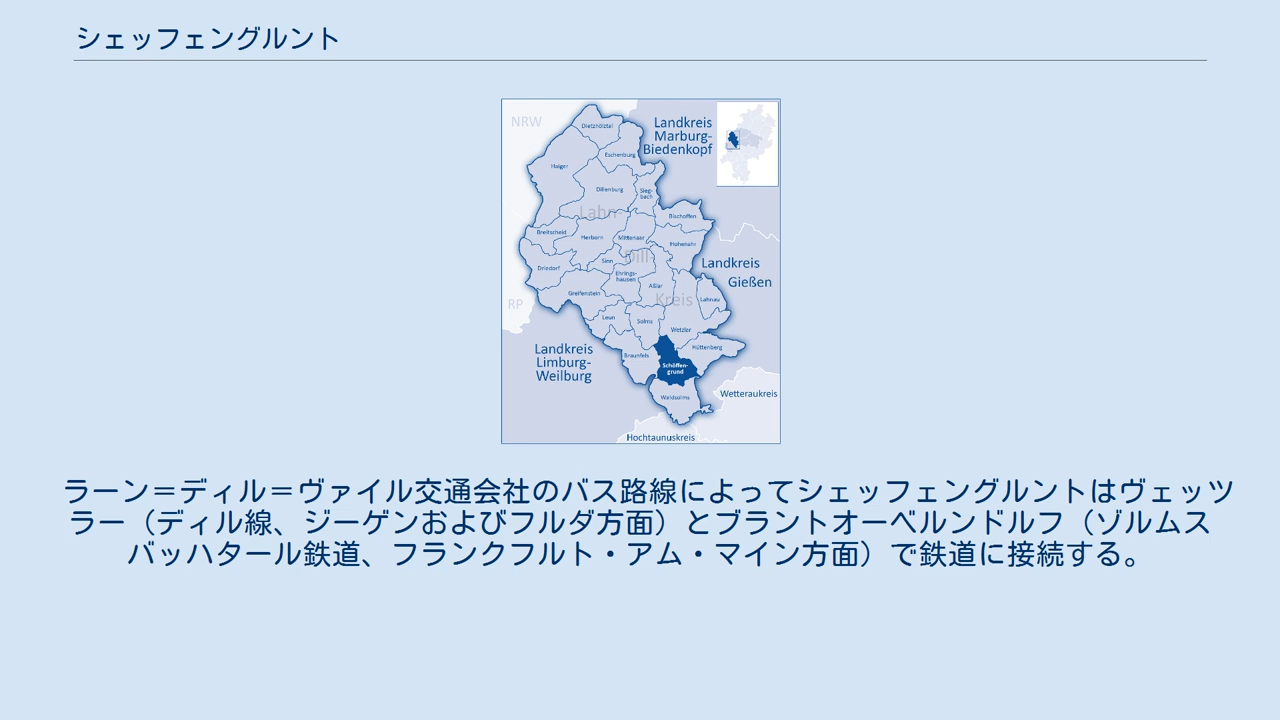 シェッフェングルント
NRW
Landkreis
Marburg-
Biedenkopf
Dietzhölztal
Eschenburg
Haiger
Dillenburg
Sieg-
bach
Lahn-
Bischoffen
Breitscheid
Herborn
Mittenaar
Hohenahr
Dill-
Sinn
Driedorf
Ehrings-
hausen
Landkreis
Gießen
Aßlar
Greifenstein
Kreis
Lahnau
RP
Leun
Solms
Wetzlar
Hüttenberg
Landkreis
Limburg-
Weilburg
Braunfels
Schöffen-
grund
Waldsolms
Wetteraukreis
Hochtaunuskreis
ラーン＝ディル＝ヴァイル交通会社のバス路線によってシェッフェングルントはヴェッツ
ラー（ディル線、ジーゲンおよびフルダ方面）とブラントオーベルンドルフ（ゾルムス
バッハタール鉄道、フランクフルト・アム・マイン方面）で鉄道に接続する。